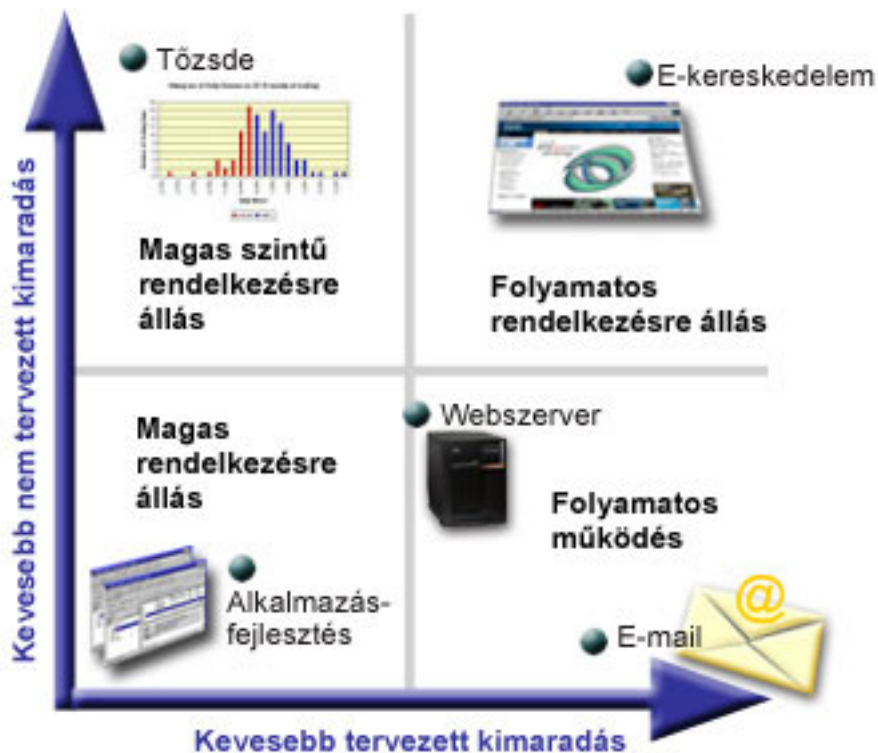 Tőzsde
E-kereskedelem
Magas szintű
rendelkezésre
állás
Folyamatos
rendelkezésre állás
Webszerver
Magas
rendelkezésre
állás
Folyamatos
működés
Alkalmazás-
fejlesztés
E-mail
@
Kevesebb nem tervezett kimaradás
Kevesebb tervezett kimaradás